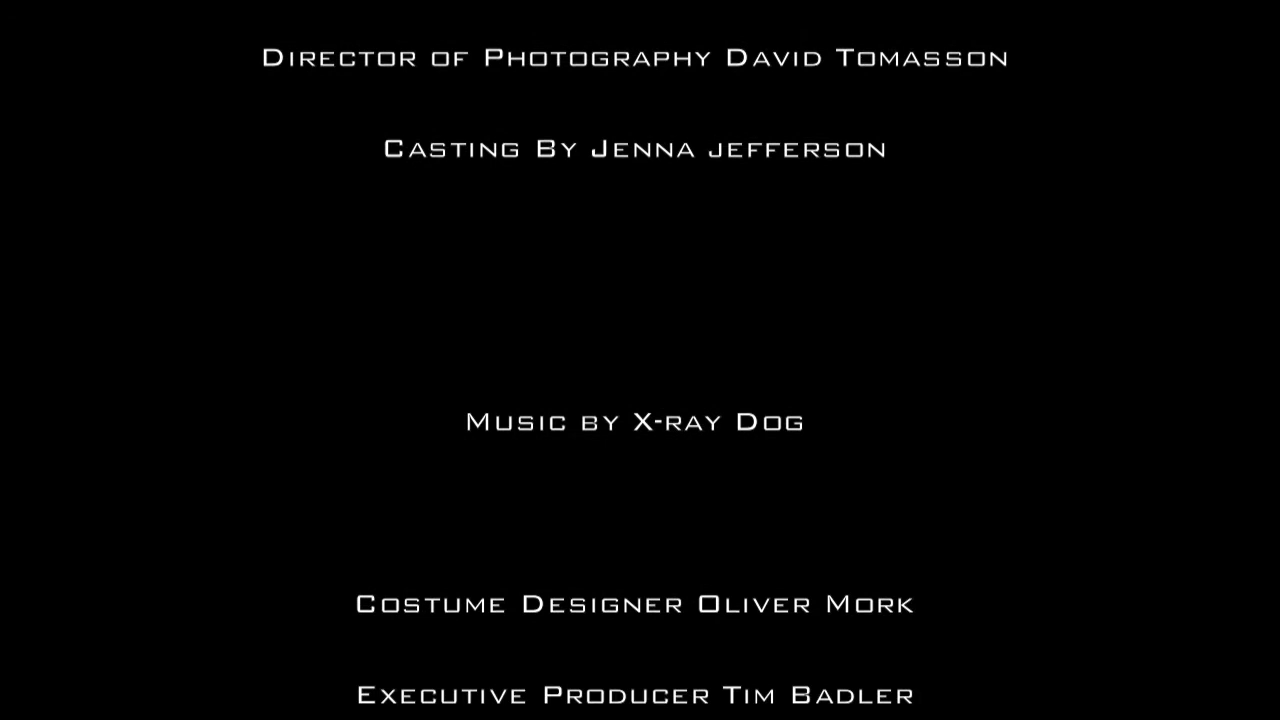 Director of Photography David Tomasson
Casting By Jenna jefferson
Music by X-ray Dog
Costume Designer Oliver Mork
Executive Producer Tim Badler